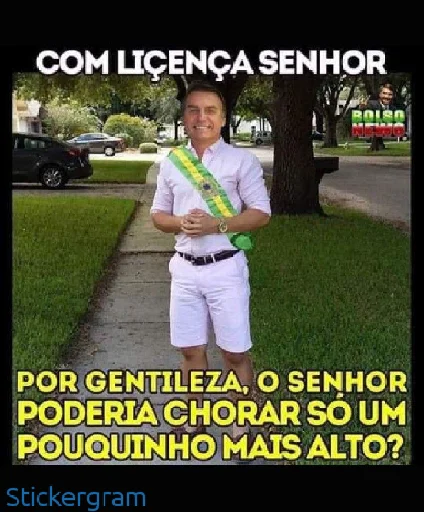 COM LIÇENÇA SENHOR
BOLSO
NEWS
POR GENTILEZA, O SENHOR
PODERIA CHORAR SÓ UM
POUQUINHO MAIS ALTO?
Stickergram